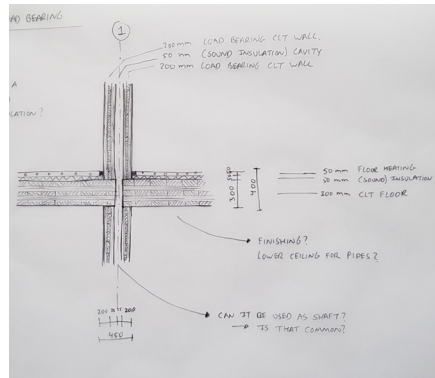 AD BEARING
1
200 mm LOAD BEARING CLT WALL.
50 mm (SOUND INSULATION) CAVITY
200 mm LOAD BEARING CLT WALL
A
LATION?
300
400
50 mm FLOOR HEATING
50 mm (SOUND) INSULATION
200 mm CLT FLOOR
FINISHING?
LOWER CEILING FOR PIPES?
200 200
450
CAN IT BE USED AS SHAFT?
IS THAT COMMON?